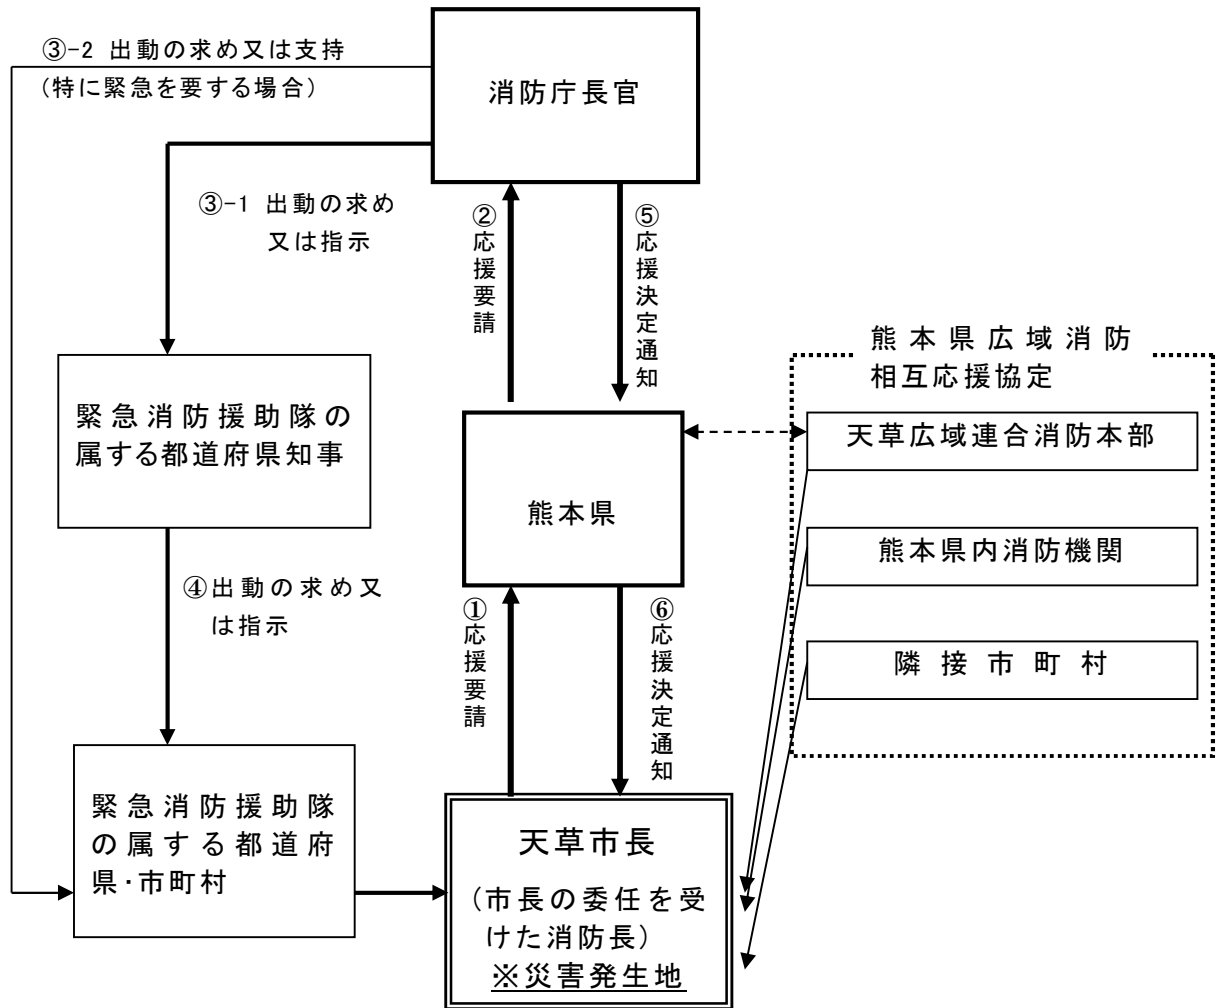 ③-2 出動の求め又は支持
(特に緊急を要する場合)
消防庁長官
③-1 出動の求め
又は指示
②応援要請
⑤応援決定通知
熊本県広域消防
相互応援協定
緊急消防援助隊の
属する都道府県知事
天草広域連合消防本部
熊本県
熊本県内消防機関
④出動の求め又
は指示
①応援要請
⑥応援決定通知
隣接市町村
緊急消防援助隊
の属する都道府
県・市町村
天草市長
(市長の委任を受
けた消防長)
※災害発生地